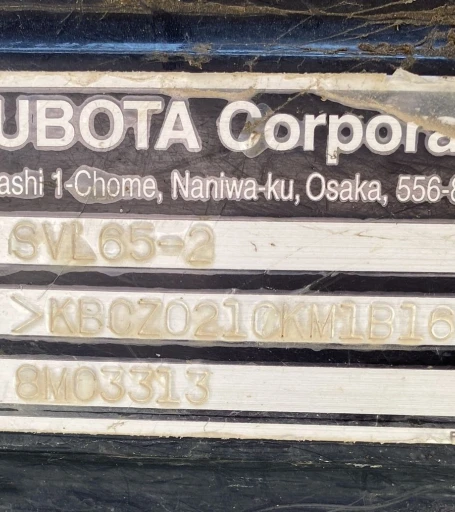 UBOTA Corpora
ashi 1-Chome, Naniwa-ku, Osaka, 556-8
SVL65-2
>KBCZ0210KM1B16
8M03313